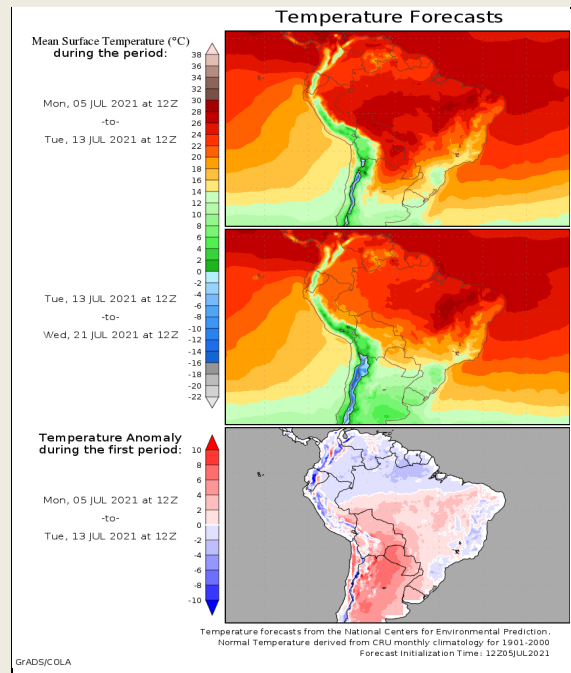 Temperature Forecasts
Mean Surface Temperature (°C)
during the period:
Mon, 05 JUL 2021 at 12Z
-to-
Tue, 13 JUL 2021 at 12Z
38
36
34
32
30
28
26
24
22
20
18
16
14
12
10
8
6
4
2
0
-2
-4
-6
-8
-10
-12
-14
-16
-18
-20
-22
Tue, 13 JUL 2021 at 12Z
-to-
Wed, 21 JUL 2021 at 12Z
Temperature Anomaly
during the first period:
Mon, 05 JUL 2021 at 12Z
-to-
Tue, 13 JUL 2021 at 12Z
10
8
6
4
2
0
-2
-4
-6
-8
-10
Temperature forecasts from the National Centers for Environmental Prediction.
Normal Temperature derived from CRU monthly climatology for 1901-2000
Forecast Initialization Time: 12Z05JUL2021
GrADS/COLA